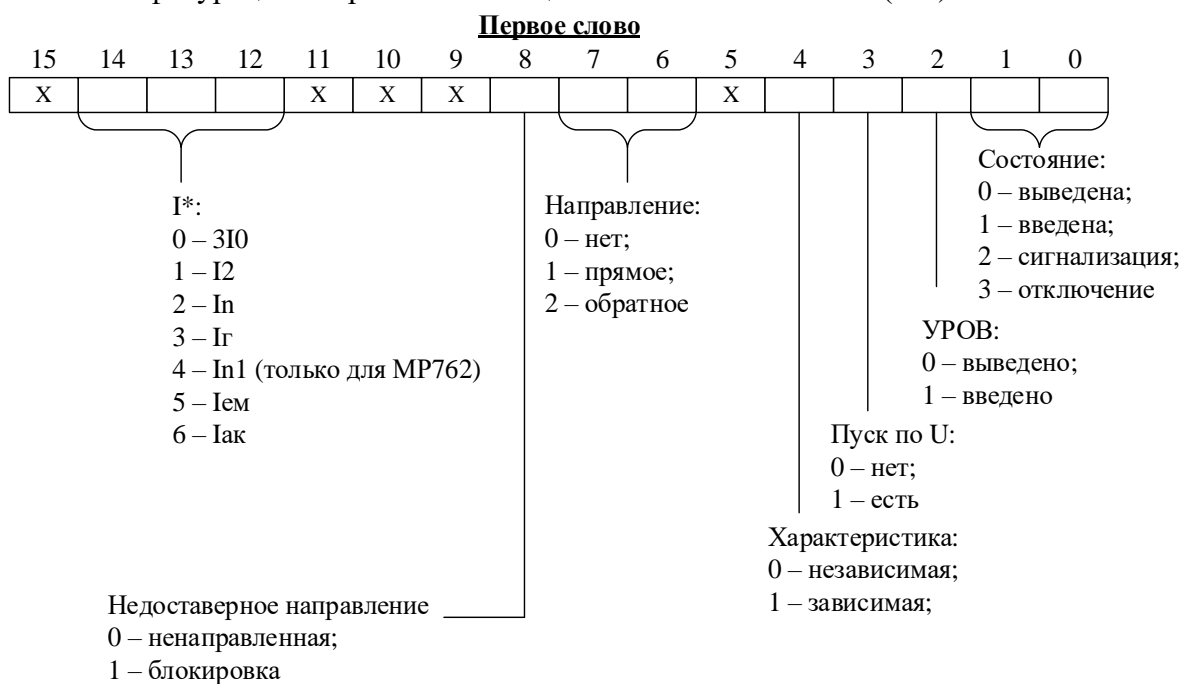 Первое слово
15 14 13 12 11 10 9 8 7 6 5 4 3 2 1 0
X X X X X
I*:
0 – 3I0
1 – I2
2 – In
3 – Iг
4 – In1 (только для МР762)
5 – Iем
6 – Iак
Направление:
0 – нет;
1 – прямое;
2 – обратное
Состояние:
0 – выведена;
1 – введена;
2 – сигнализация;
3 – отключение
УРОВ:
0 – выведено;
1 – введено
Пуск по U:
0 – нет;
1 – есть
Характеристика:
0 – независимая;
1 – зависимая;
Недоставерное направление
0 – ненаправленная;
1 – блокировка